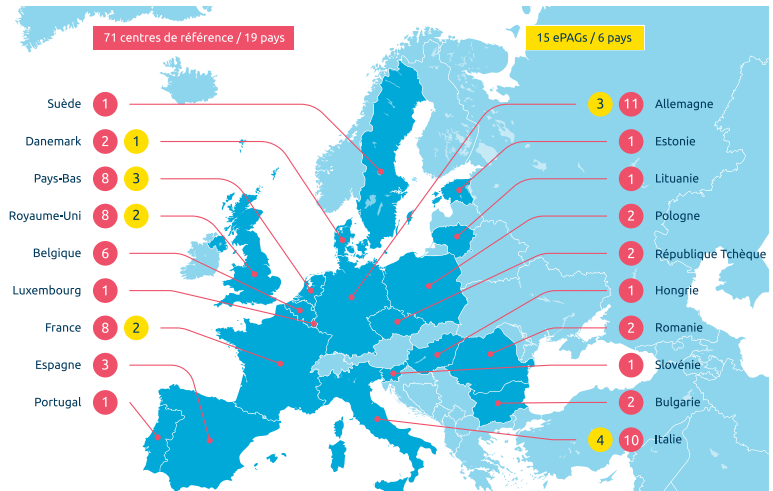 71 centres de référence / 19 pays
15 ePAGs / 6 pays
Suède 1
Danemark 2 1
Pays-Bas 8 3
Royaume-Uni 8 2
Belgique 6
Luxembourg 1
France 8 2
Espagne 3
Portugal 1
3 11 Allemagne
1 Estonie
1 Lituanie
2 Pologne
2 République Tchèque
1 Hongrie
2 Romanie
1 Slovénie
2 Bulgarie
4 10 Italie